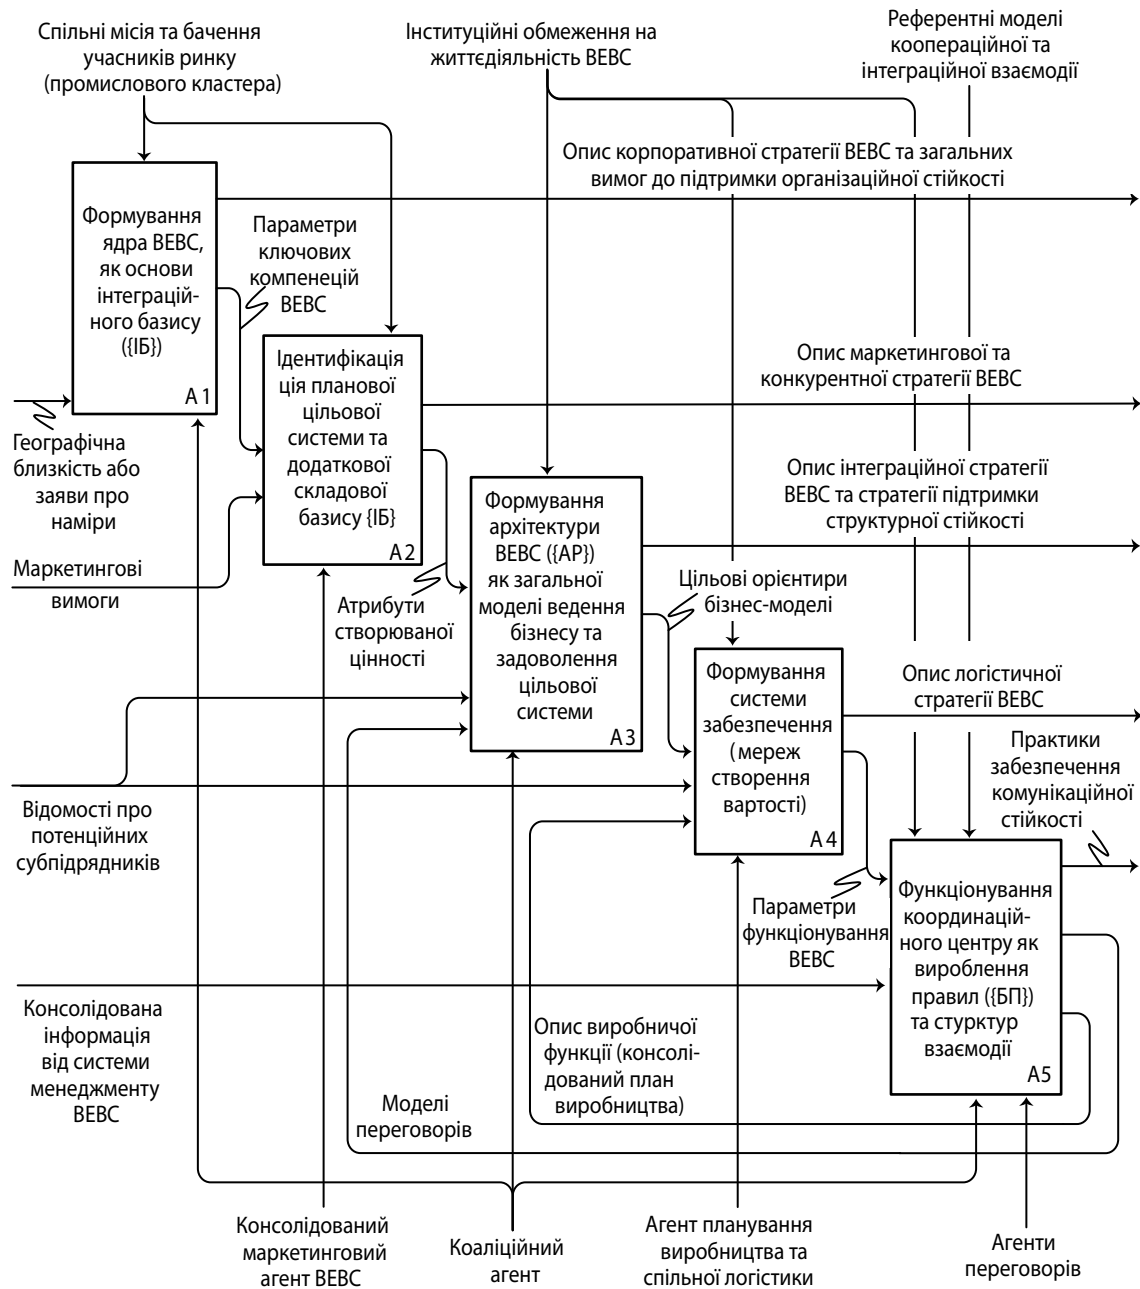 Спільні місія та бачення
учасників ринку
(промислового кластера)
Інституційні обмеження на
життєдіяльність ВЕВС
Референтні моделі
коопераційної та
інтеграційної взаємодії
Опис корпоративної стратегії ВЕВС та загальних
вимог до підтримки організаційної стійкості
Формування
ядра ВЕВС,
як основи
інтеграцій-
ного базису
({ІБ})
А 1
Параметри
ключових
компенецій
ВЕВС
Ідентифікація
ція планової
цільової
системи та
додаткової
складової
базису {ІБ}
А 2
Опис маркетингової та
конкурентної стратегії ВЕВС
Географічна
близкість або
заяви про
наміри
Маркетингові
вимоги
Атрибути
створюваної
цінності
Формування
архітектури
ВЕВС ({АР})
як загальної
моделі ведення
бізнесу та
задоволення
цільової
системи
А 3
Опис інтеграційної стратегії
ВЕВС та стратегії підтримки
структурної стійкості
Цільові орієнтири
бізнес-моделі
Формування
системи
забезпечення
(мереж
створення
вартості)
А 4
Опис логістичної
стратегії ВЕВС
Практики
забезпечення
комунікаційної
стійкості
Відомості про
потенційних
субпідрядників
Параметри
функціонування
ВЕВС
Функціонування
координацій-
ного центру як
вироблення
правил ({БП})
та стурктур
взаємодії
А5
Консолідована
інформація
від системи
менеджменту
ВЕВС
Опис виробничої
функції (консолі-
дований план
виробництва)
Моделі
переговорів
Консолідований
маркетинговий
агент ВЕВС
Коаліційний
агент
Агент планування
виробництва та
спільної логістики
Агенти
переговорів